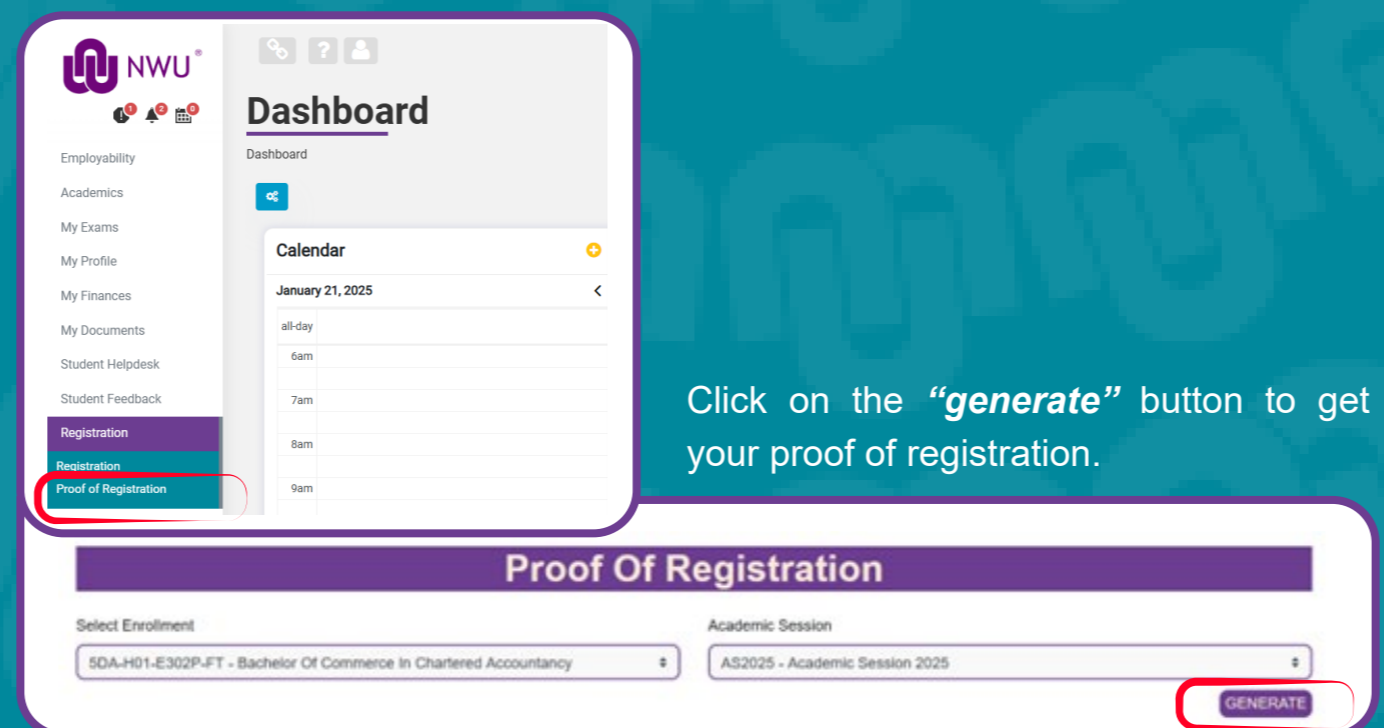 NWU®
1 2 0
Employability
Academics
My Exams
My Profile
My Finances
My Documents
Student Helpdesk
Student Feedback
Registration
Registration
Proof of Registration
?
Dashboard
Dashboard
Calendar
January 21, 2025
all-day
6am
7am
8am
9am
Click on the “generate” button to get
your proof of registration.
Proof Of Registration
Select Enrollment
5DA-H01-E302P-FT - Bachelor Of Commerce In Chartered Accountancy
Academic Session
AS2025 - Academic Session 2025
GENERATE